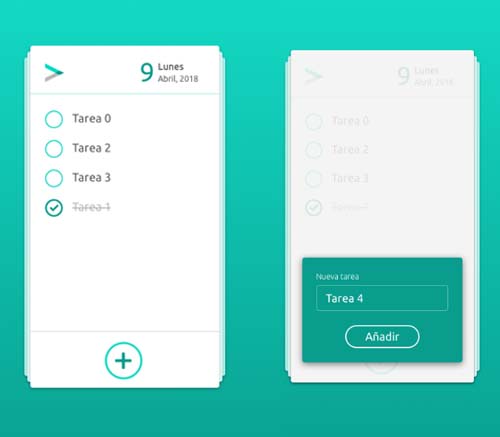 9 Lunes
Abril, 2018
Tarea 0
Tarea 2
Tarea 3
Tarea 1
9 Lunes
Abril, 2018
Tarea 0
Tarea 2
Tarea 3
Tarea 1
Nueva tarea
Tarea 4
Añadir